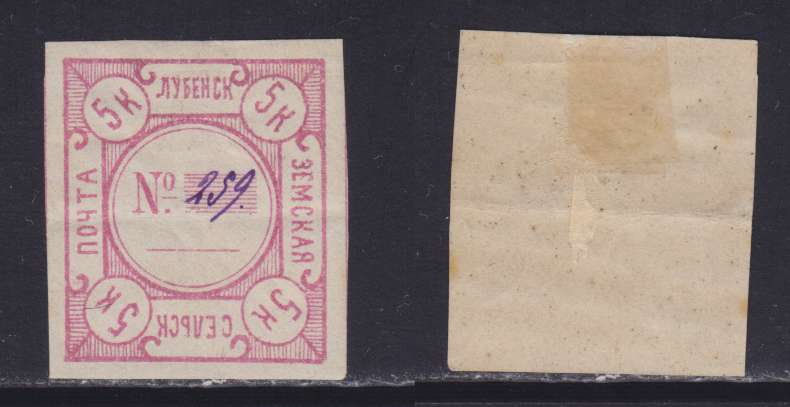 5К ЛУБЕНСК 5К
ПОЧТА
№ 259.
ЗЕМСКАЯ
5К СЕЛЬСК 5К